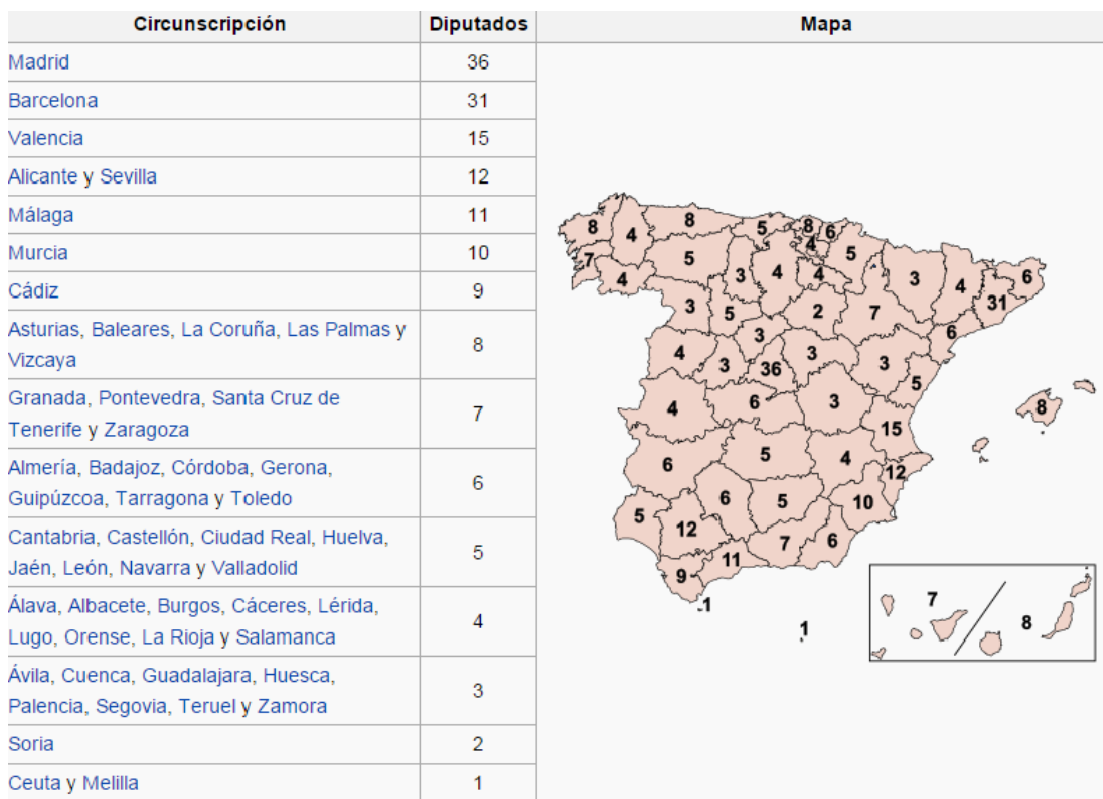 Circunscripción Diputados Mapa
Madrid 36
Barcelona 31
Valencia 15
Alicante y Sevilla 12
Málaga 11
Murcia 10
Cádiz 9
Asturias, Baleares, La Coruña, Las Palmas y
Vizcaya
8
Granada, Pontevedra, Santa Cruz de
Tenerife y Zaragoza
7
Almería, Badajoz, Córdoba, Gerona,
Guipúzcoa, Tarragona y Toledo
6
Cantabria, Castellón, Ciudad Real, Huelva,
Jaén, León, Navarra y Valladolid
5
Álava, Albacete, Burgos, Cáceres, Lérida,
Lugo, Orense, La Rioja y Salamanca
4
Ávila, Cuenca, Guadalajara, Huesca,
Palencia, Segovia, Teruel y Zamora
3
Soria 2
Ceuta y Melilla 1
8 4 8 5 8 6
7 4 5 3 4 4 4 5 3 4 31 6
3 5 2 7 6
4 3 3 36 3 3 5
4 6 3 15 8
6 5 4 12
5 12 6 5 10
9 11 7 6
1 1
7 8